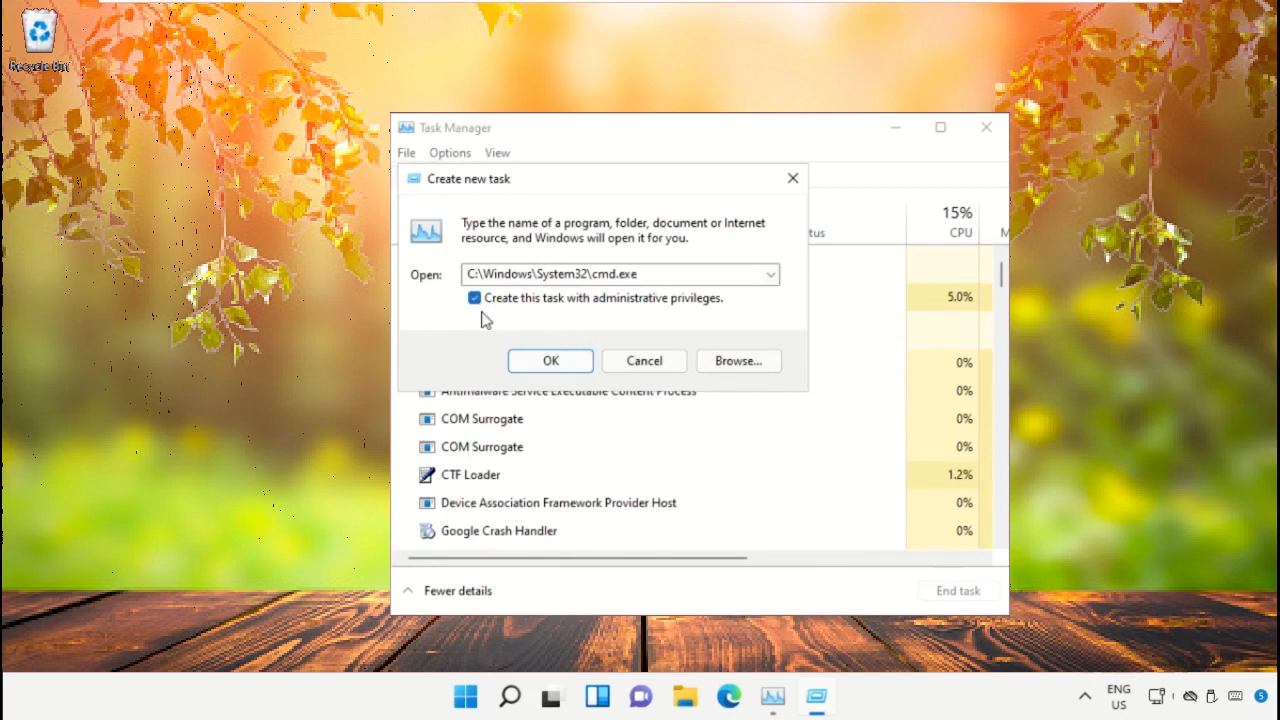 Recycle Bin
Task Manager
File Options View
Create new task
Type the name of a program, folder, document or Internet
resource, and Windows will open it for you.
Open: C:\Windows\System32\cmd.exe
Create this task with administrative privileges.
OK Cancel Browse...
tus
15%
CPU M
5.0%
0%
Antimalware Service Executable Content Process 0%
COM Surrogate 0%
COM Surrogate 0%
CTF Loader 1.2%
Device Association Framework Provider Host 0%
Google Crash Handler 0%
Fewer details End task
ENG
US
5